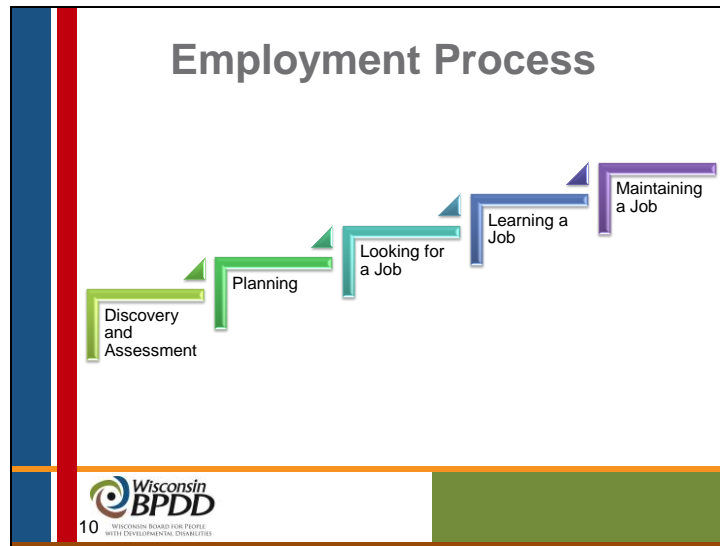 Employment Process
Discovery
and
Assessment
Planning
Looking for
a Job
Learning a
Job
Maintaining
a Job
Wisconsin
BPDD
10
WISCONSIN BOARD FOR PEOPLE
WITH DEVELOPMENTAL DISABILITIES